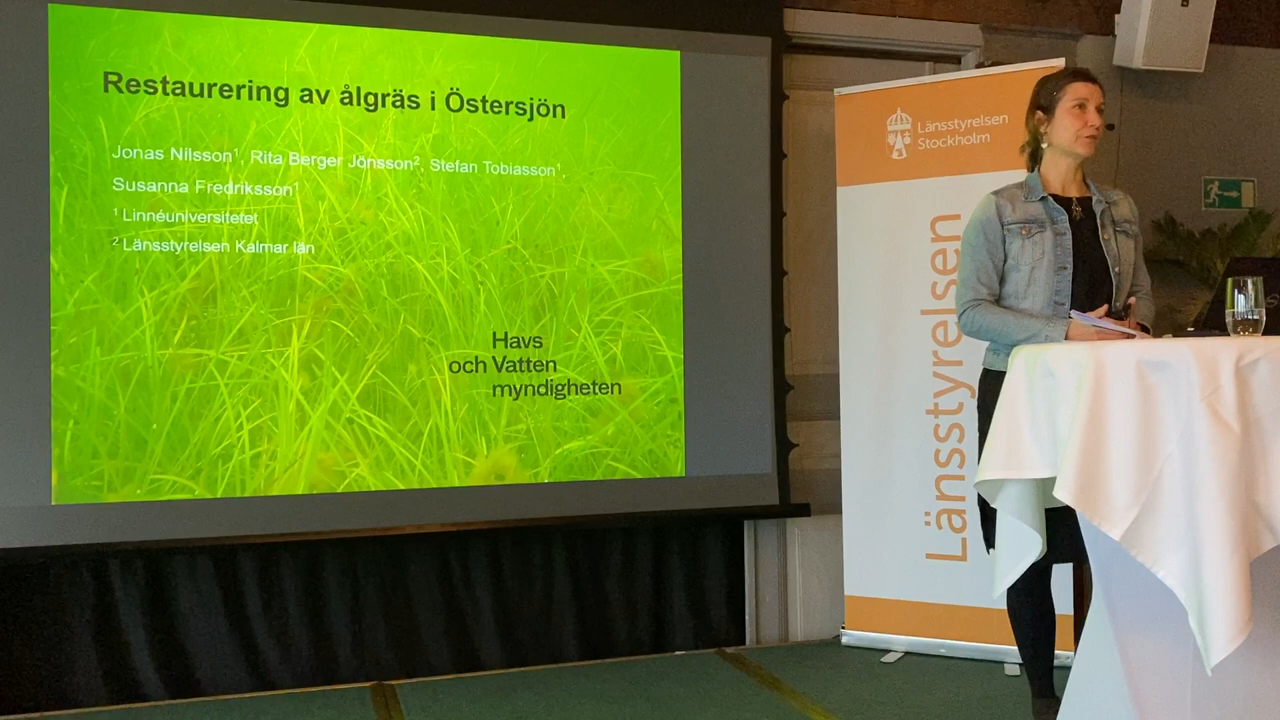 Restaurering av ålgräs i Östersjön
Jonas Nilsson¹, Rita Berger Jönsson², Stefan Tobiasson¹,
Susanna Fredriksson¹
¹ Linnéuniversitetet
² Länsstyrelsen Kalmar län
Havs
och Vatten
myndigheten
Länsstyrelsen
Stockholm
Länsstyrelsen